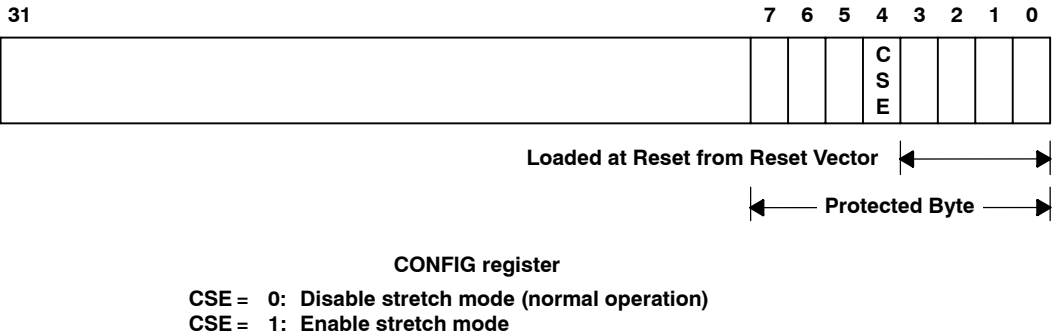 31 7 6 5 4 3 2 1 0
C
S
E
Loaded at Reset from Reset Vector
Protected Byte
CONFIG register
CSE = 0: Disable stretch mode (normal operation)
CSE = 1: Enable stretch mode